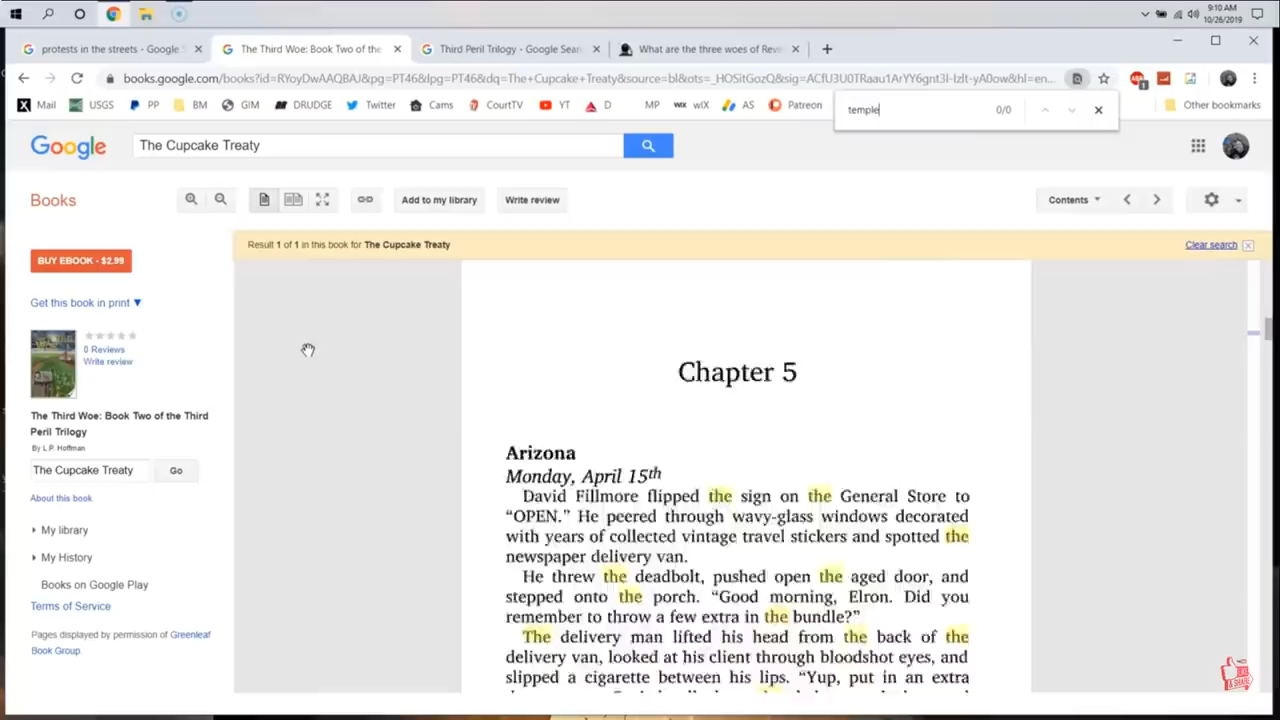 9:10 AM
10/26/2019
protests in the streets - Google S
The Third Woe: Book Two of the
Third Peril Trilogy - Google Sear
What are the three woes of Reve
books.google.com/books?id=RYoyDwAAQBAJ&pg=PT46&lpg=PT46&dq=The+Cupcake+Treaty&source=bl&ots=_HOSitGozQ&sig=ACfU3U0TRaau1ArYY6gnt3I-IzIt-yA0ow&hl=en...
Mail USGS PP BM GIM DRUDGE Twitter Cams CourtTV YT D MP wix wIX AS Patreon Other bookmarks
temple 0/0
Google The Cupcake Treaty
Books Add to my library Write review Contents
Result 1 of 1 in this book for The Cupcake Treaty Clear search
BUY EBOOK - $2.99
Get this book in print ▼
0 Reviews
Write review
The Third Woe: Book Two of the Third
Peril Trilogy
By L.P. Hoffman
The Cupcake Treaty Go
About this book
My library
My History
Books on Google Play
Terms of Service
Pages displayed by permission of Greenleaf
Book Group.
Chapter 5
Arizona
Monday, April 15th
David Fillmore flipped the sign on the General Store to
“OPEN.” He peered through wavy-glass windows decorated
with years of collected vintage travel stickers and spotted the
newspaper delivery van.
He threw the deadbolt, pushed open the aged door, and
stepped onto the porch. “Good morning, Elron. Did you
remember to throw a few extra in the bundle?”
The delivery man lifted his head from the back of the
delivery van, looked at his client through bloodshot eyes, and
slipped a cigarette between his lips. “Yup, put in an extra